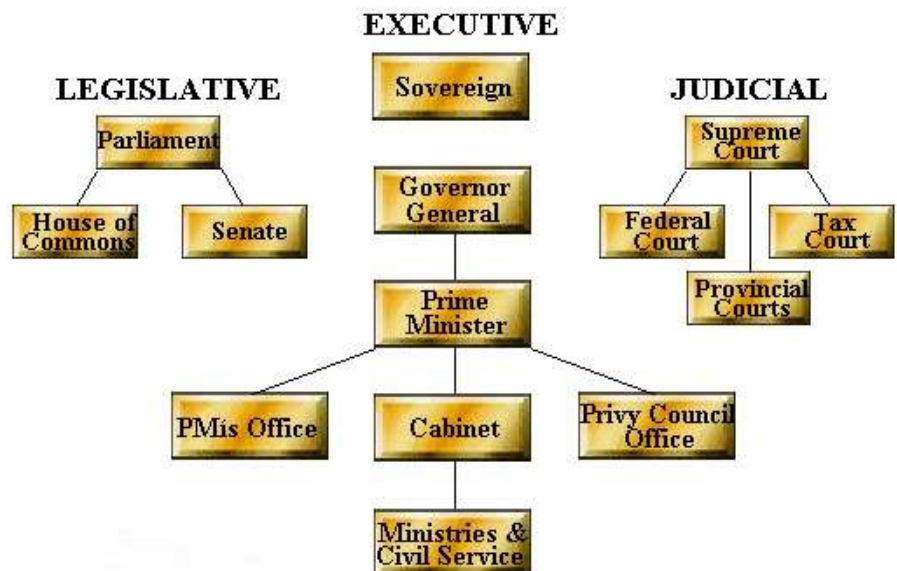 EXECUTIVE
Sovereign
LEGISLATIVE
JUDICIAL
Parliament
Supreme
Court
Governor
General
House of
Commons
Senate
Federal
Court
Tax
Court
Prime
Minister
Provincial
Courts
PMís Office
Cabinet
Privy Council
Office
Ministries &
Civil Service